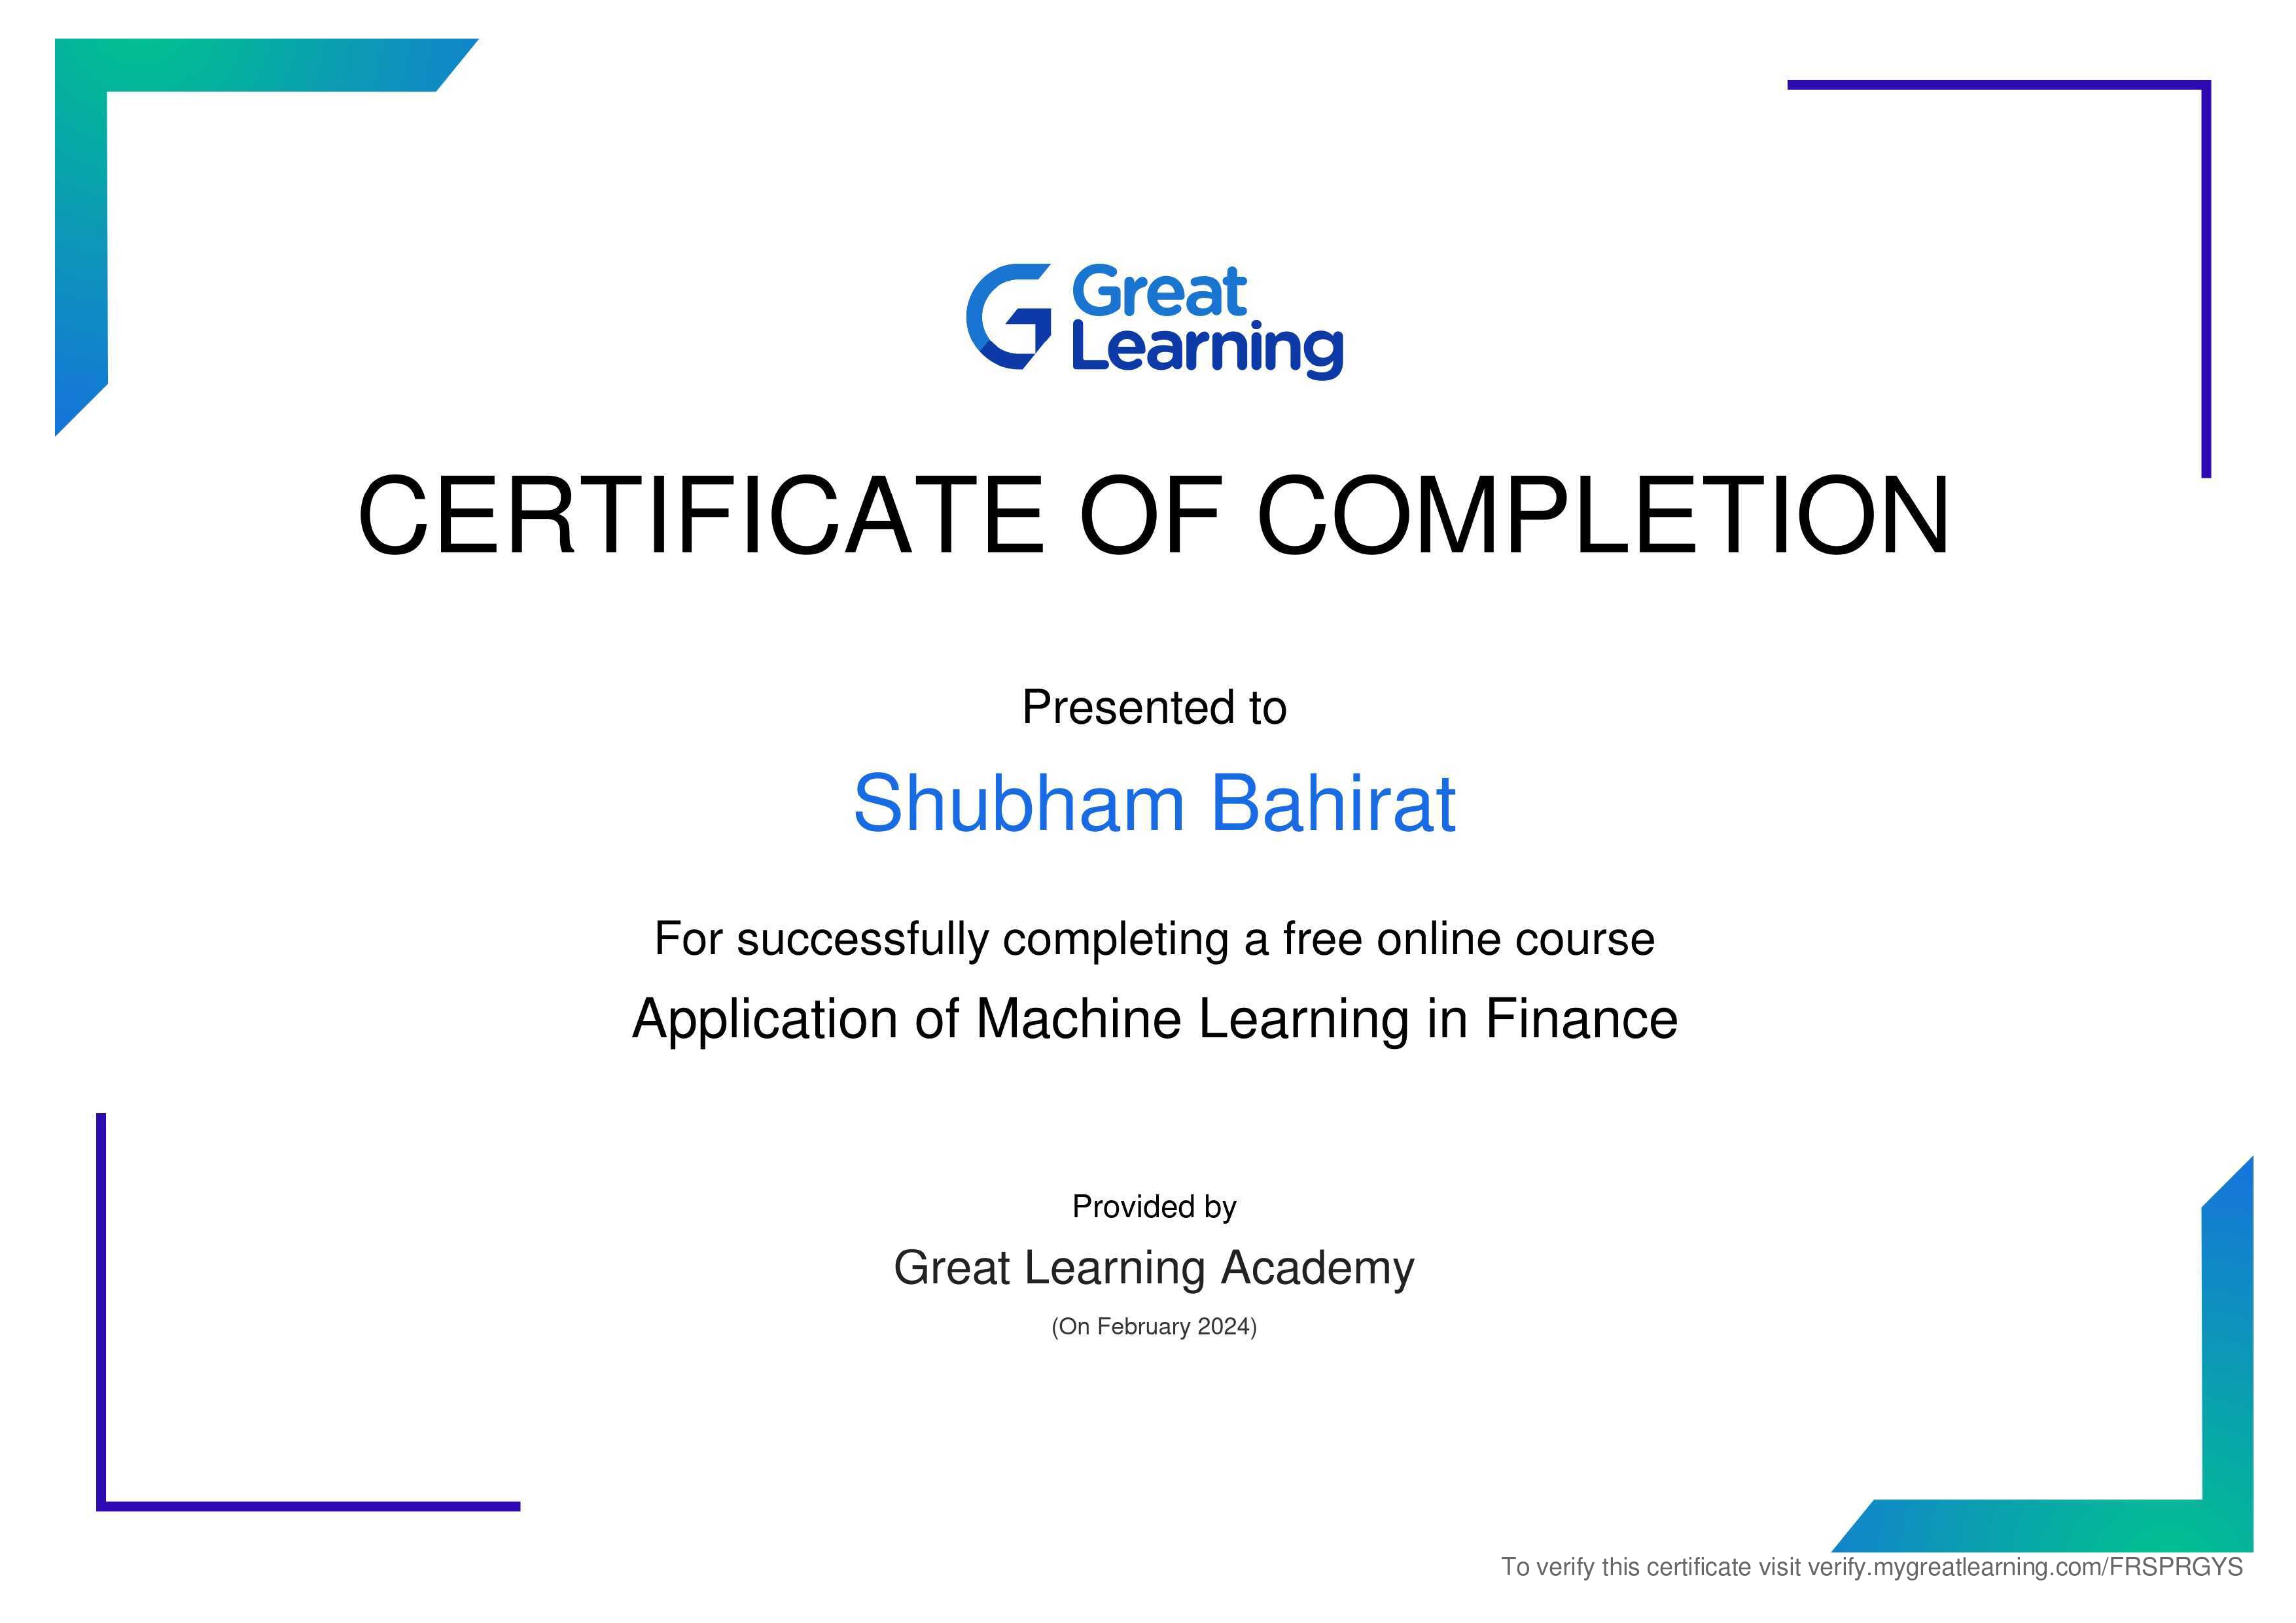 Great
Learning
CERTIFICATE OF COMPLETION
Presented to
Shubham Bahirat
For successfully completing a free online course
Application of Machine Learning in Finance
Provided by
Great Learning Academy
(On February 2024)
To verify this certificate visit verify.mygreatlearning.com/FRSPRGYS